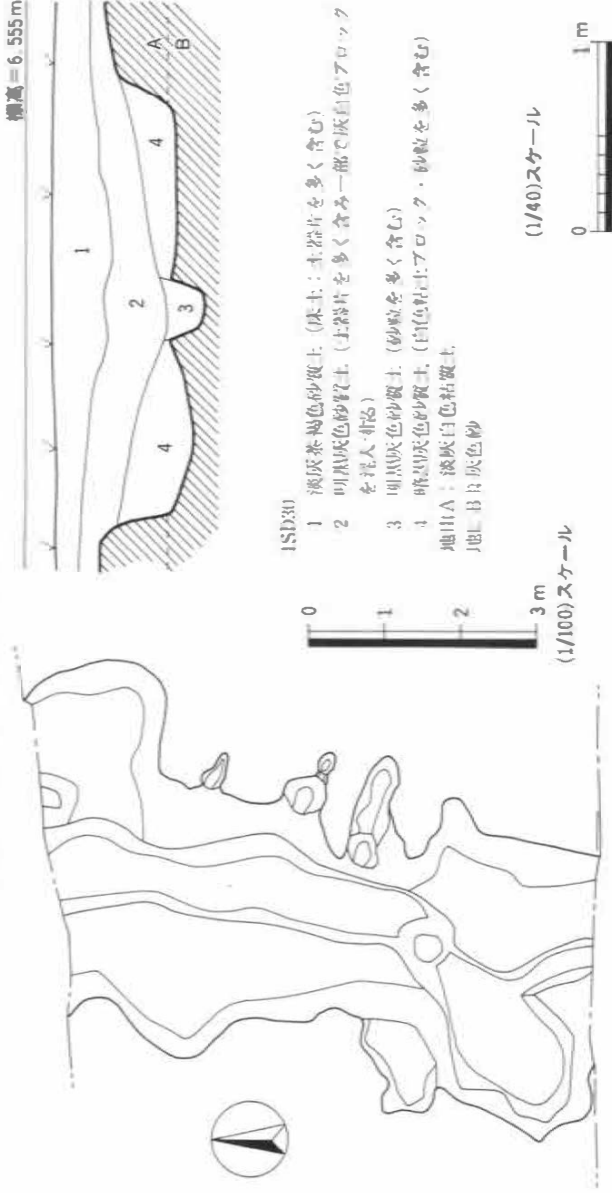 標高=6.555m
1
2
3
4
4
A
B
1SD30
1 淡灰茶褐色砂質土（床土：土器片を多く含む）
2 明黒灰色砂質土（土器片を多く含み一部で灰白色ブロック
を混入
3 明黒灰色砂質土（砂粒を多く含む）
4 暗黒灰色砂質土（白色粘土ブロック・砂粒を多く含む）
地山A：淡灰白色粘質土
地山B：灰色砂
(1/40)スケール
0 1m
0
1
2
3m
(1/100)スケール